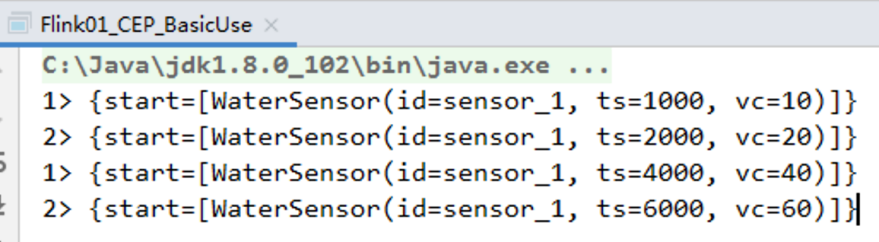 Flink01_CEP_BasicUse
C:\Java\jdk1.8.0_102\bin\java.exe ...
1> {start=[WaterSensor(id=sensor_1, ts=1000, vc=10)]}
2> {start=[WaterSensor(id=sensor_1, ts=2000, vc=20)]}
1> {start=[WaterSensor(id=sensor_1, ts=4000, vc=40)]}
2> {start=[WaterSensor(id=sensor_1, ts=6000, vc=60)]}